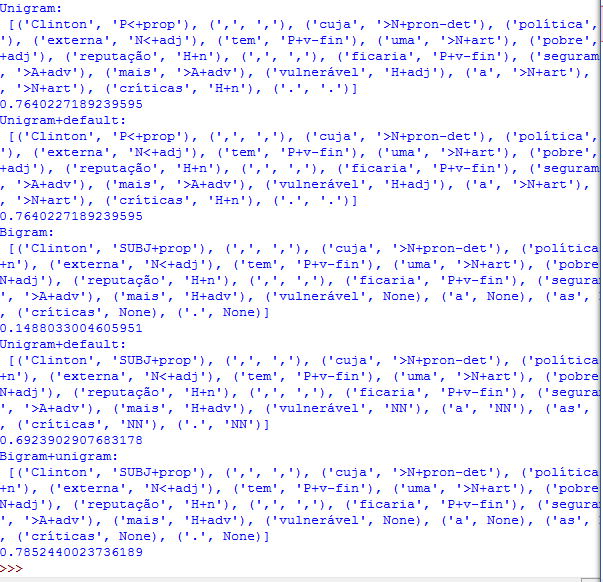 Unigram:
[('Clinton', 'P<+prop'), (',', ','), ('cuja', '>N+pron-det'), ('política',
'), ('externa', 'N<+adj'), ('tem', 'P+v-fin'), ('uma', '>N+art'), ('pobre',
+adj'), ('reputação', 'H+n'), (',', ','), ('ficaria', 'P+v-fin'), ('seguram
, '>A+adv'), ('mais', '>A+adv'), ('vulnerável', 'H+adj'), ('a', '>N+art'),
, '>N+art'), ('críticas', 'H+n'), ('.', '.')]
0.7640227189239595
Unigram+default:
[('Clinton', 'P<+prop'), (',', ','), ('cuja', '>N+pron-det'), ('política',
'), ('externa', 'N<+adj'), ('tem', 'P+v-fin'), ('uma', '>N+art'), ('pobre',
+adj'), ('reputação', 'H+n'), (',', ','), ('ficaria', 'P+v-fin'), ('seguram
, '>A+adv'), ('mais', '>A+adv'), ('vulnerável', 'H+adj'), ('a', '>N+art'),
, '>N+art'), ('críticas', 'H+n'), ('.', '.')]
0.7640227189239595
Bigram:
[('Clinton', 'SUBJ+prop'), (',', ','), ('cuja', '>N+pron-det'), ('política
+n'), ('externa', 'N<+adj'), ('tem', 'P+v-fin'), ('uma', '>N+art'), ('pobre
N+adj'), ('reputação', 'H+n'), (',', ','), ('ficaria', 'P+v-fin'), ('segura
', '>A+adv'), ('mais', 'H+adv'), ('vulnerável', None), ('a', None), ('as',
, ('críticas', None), ('.', None)]
0.1488033004605951
Unigram+default:
[('Clinton', 'SUBJ+prop'), (',', ','), ('cuja', '>N+pron-det'), ('política
+n'), ('externa', 'N<+adj'), ('tem', 'P+v-fin'), ('uma', '>N+art'), ('pobre
N+adj'), ('reputação', 'H+n'), (',', ','), ('ficaria', 'P+v-fin'), ('segura
', '>A+adv'), ('mais', 'H+adv'), ('vulnerável', 'NN'), ('a', 'NN'), ('as',
, ('críticas', 'NN'), ('.', 'NN')]
0.6923902907683178
Bigram+unigram:
[('Clinton', 'SUBJ+prop'), (',', ','), ('cuja', '>N+pron-det'), ('política
+n'), ('externa', 'N<+adj'), ('tem', 'P+v-fin'), ('uma', '>N+art'), ('pobre
N+adj'), ('reputação', 'H+n'), (',', ','), ('ficaria', 'P+v-fin'), ('segura
', '>A+adv'), ('mais', 'H+adv'), ('vulnerável', None), ('a', None), ('as',
, ('críticas', None), ('.', None)]
0.7852440023736189
>>>